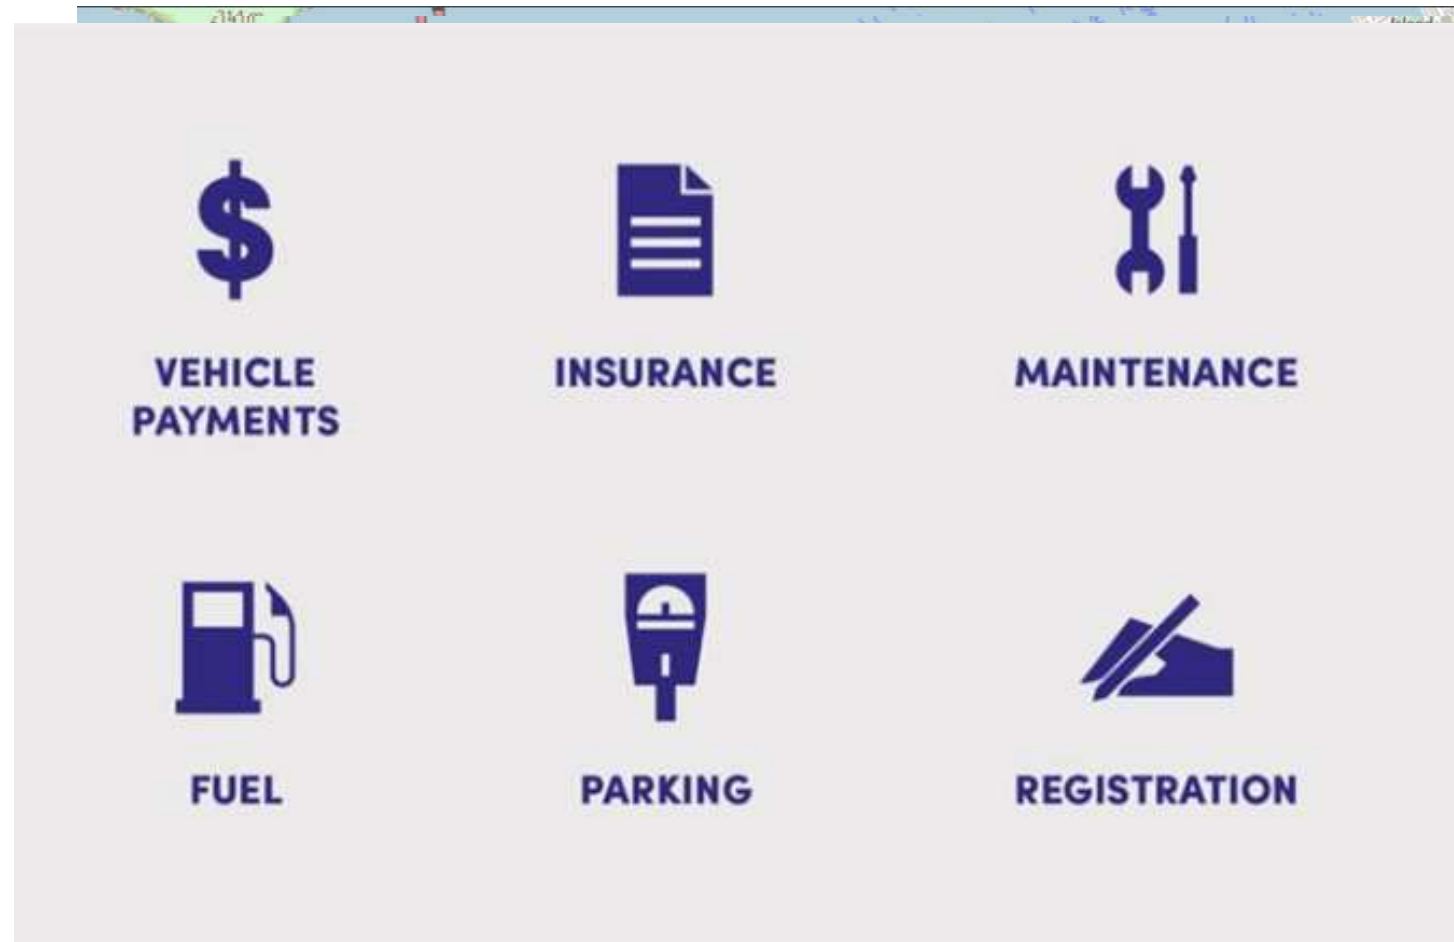 VEHICLE
PAYMENTS
INSURANCE
MAINTENANCE
FUEL
PARKING
REGISTRATION